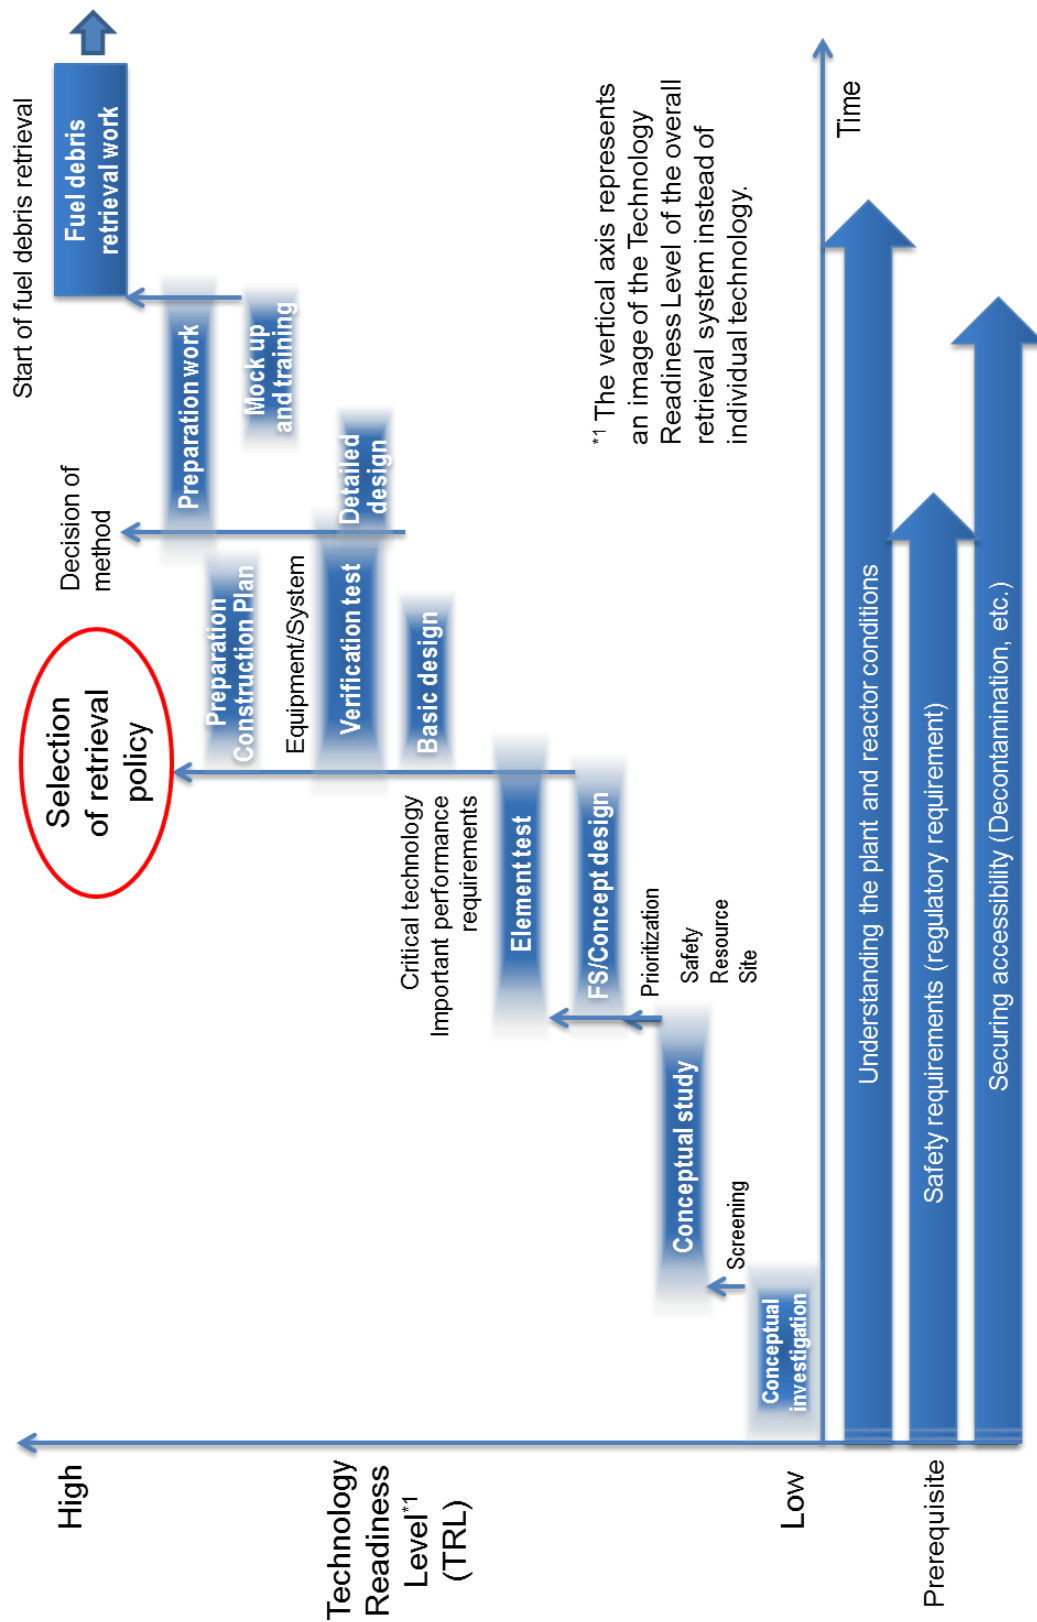 Start of fuel debris retrieval
High
Fuel debris
retrieval work
Selection
of retrieval
policy
Decision of
method
Preparation work
Preparation
Construction Plan
Mock up
and training
Equipment/System
Verification test
Detailed
design
Basic design
Technology
Readiness
Level*1
(TRL)
Critical technology
Important performance
requirements
Element test
FS/Concept design
Prioritization
Safety
Resource
Site
Conceptual study
Screening
Conceptual
investigation
Low
*1 The vertical axis represents
an image of the Technology
Readiness Level of the overall
retrieval system instead of
individual technology.
Time
Prerequisite
Understanding the plant and reactor conditions
Safety requirements (regulatory requirement)
Securing accessibility (Decontamination, etc.)